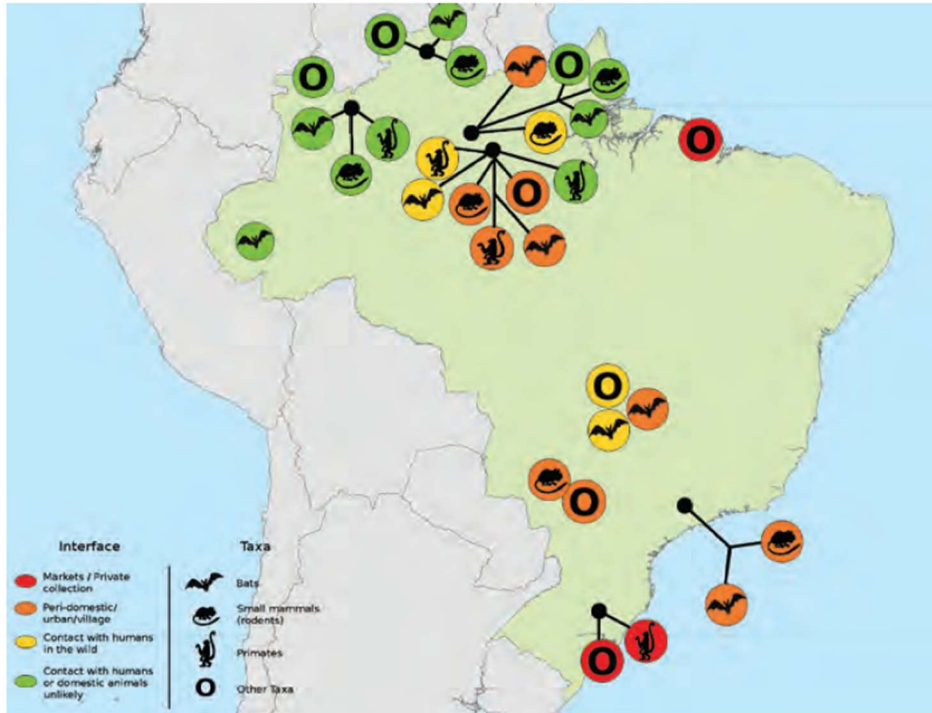 Interface
Taxa
Markets / Private
collection
Peri-domestic/
urban/village
Contact with humans
in the wild
Contact with humans
or domestic animals
unlikely
Bats
Small mammals
(rodents)
Primates
O Other Taxa
O
O
O
O
O
O
O
O
O